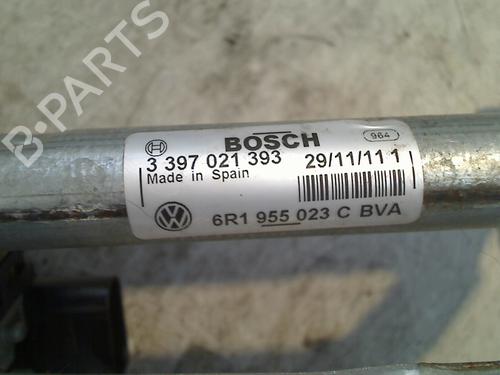 B-PARTS
BOSCH
964
3 397 021 393 29/11/11 1
Made in Spain
6R1 955 023 C BVA